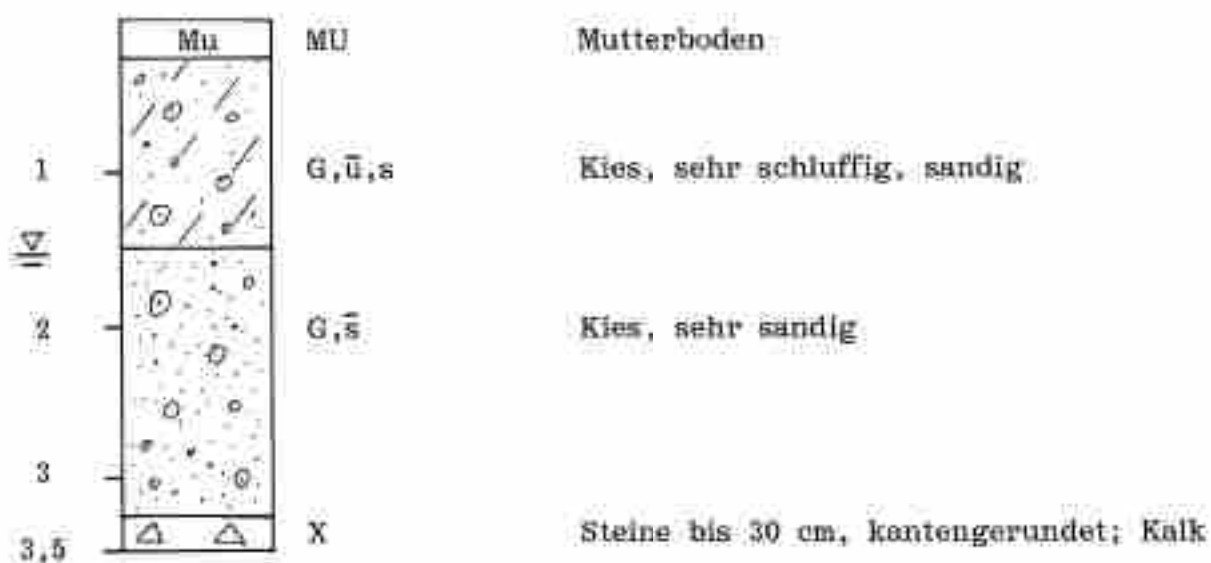 Mu MU Mutterboden
1 G,ū,s Kies, sehr schluffig, sandig
2 G,s̄ Kies, sehr sandig
3
X Steine bis 30 cm, kantengerundet; Kalk
3,5